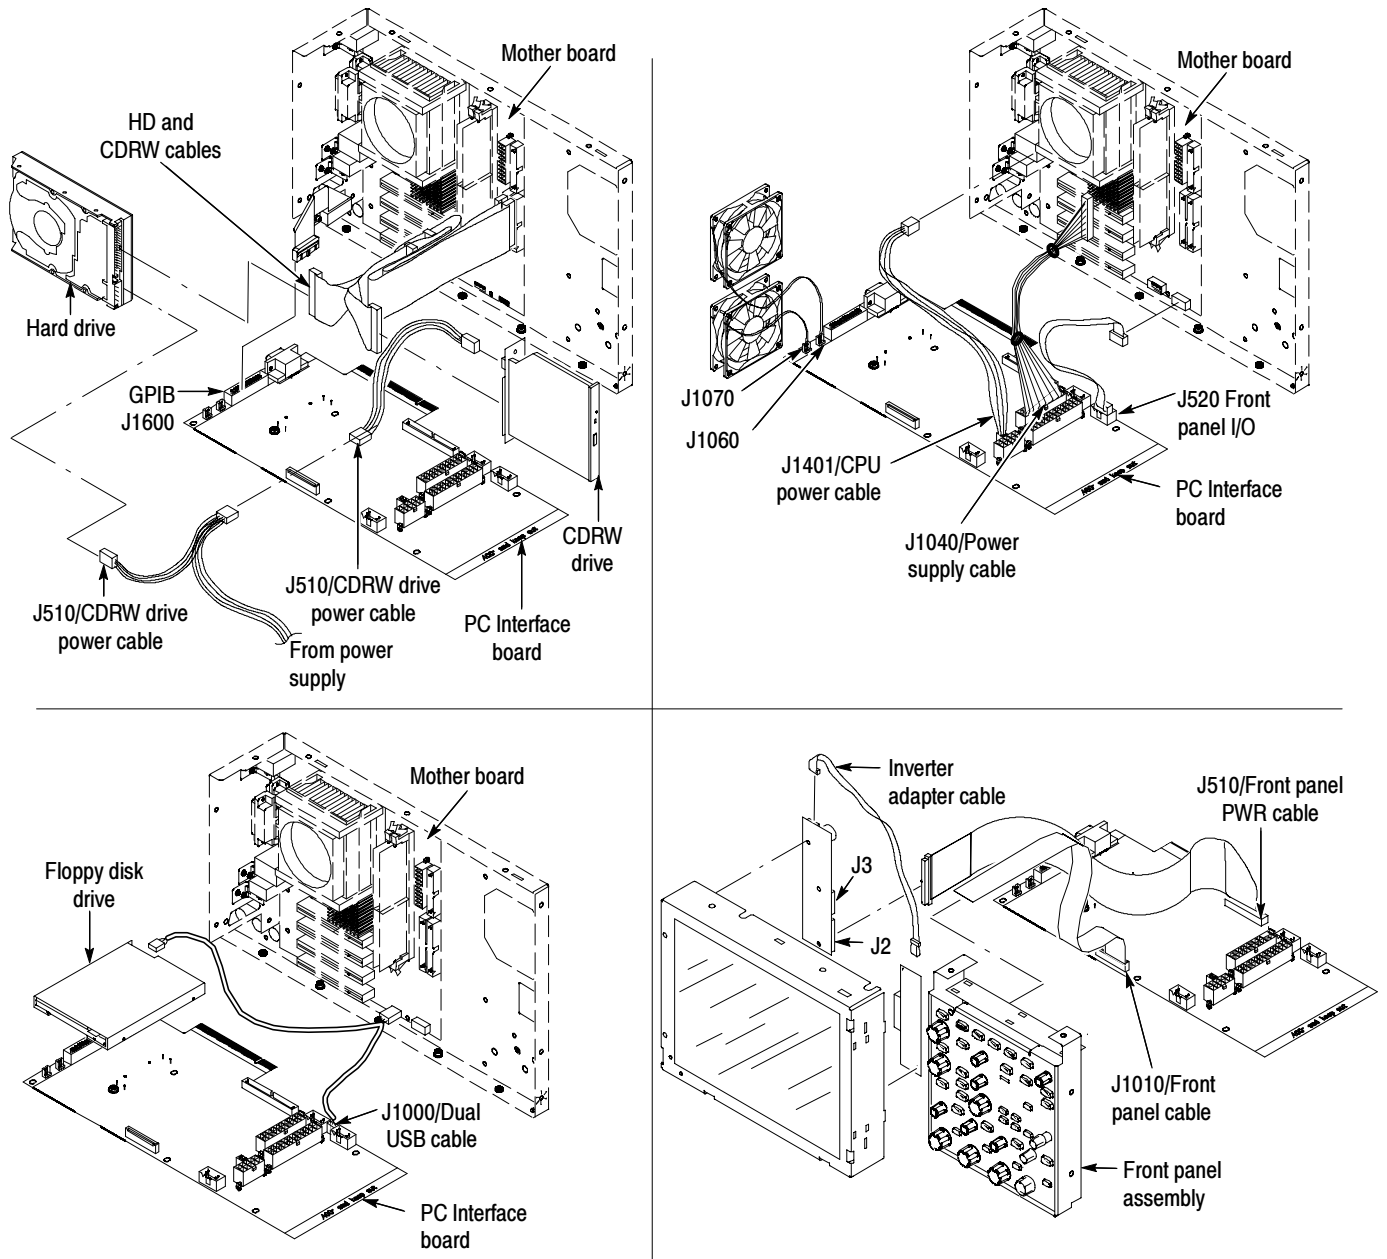 Mother board
HD and
CDRW cables
Hard drive
GPIB
J1600
J510/CDRW drive
power cable
J510/CDRW drive
power cable
From power
supply
PC Interface
board
CDRW
drive
Mother board
J1070
J1060
J1401/CPU
power cable
J1040/Power
supply cable
J520 Front
panel I/O
PC Interface
board
Mother board
Floppy disk
drive
J1000/Dual
USB cable
PC Interface
board
Inverter
adapter cable
J3
J2
J510/Front panel
PWR cable
J1010/Front
panel cable
Front panel
assembly